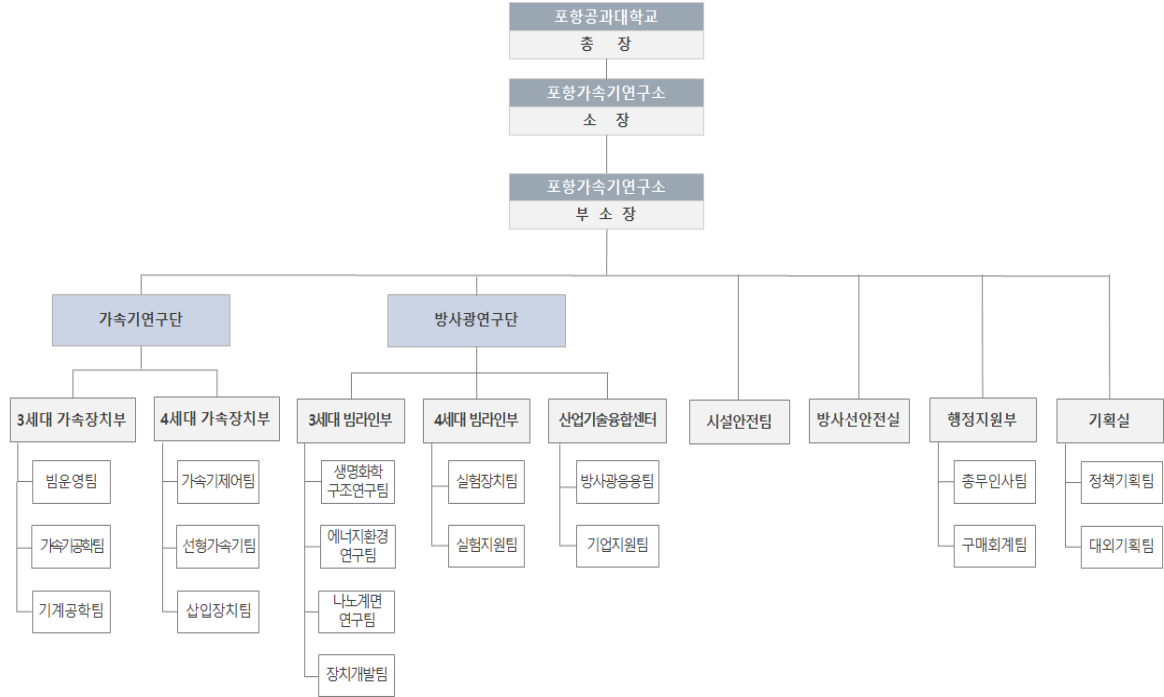 포항공과대학교
총 장
포항가속기연구소
소 장
포항가속기연구소
부 소 장
가속기연구단
방사광연구단
3세대 가속장치부
4세대 가속장치부
3세대 빔라인부
4세대 빔라인부
산업기술융합센터
시설안전팀
방사선안전실
행정지원부
기획실
빔운영팀
가속기공학팀
기계공학팀
가속기제어팀
선형가속기팀
삽입장치팀
생명화학
구조연구팀
에너지환경
연구팀
나노계면
연구팀
장치개발팀
실험장치팀
실험지원팀
방사광응용팀
기업지원팀
총무인사팀
구매회계팀
정책기획팀
대외기획팀